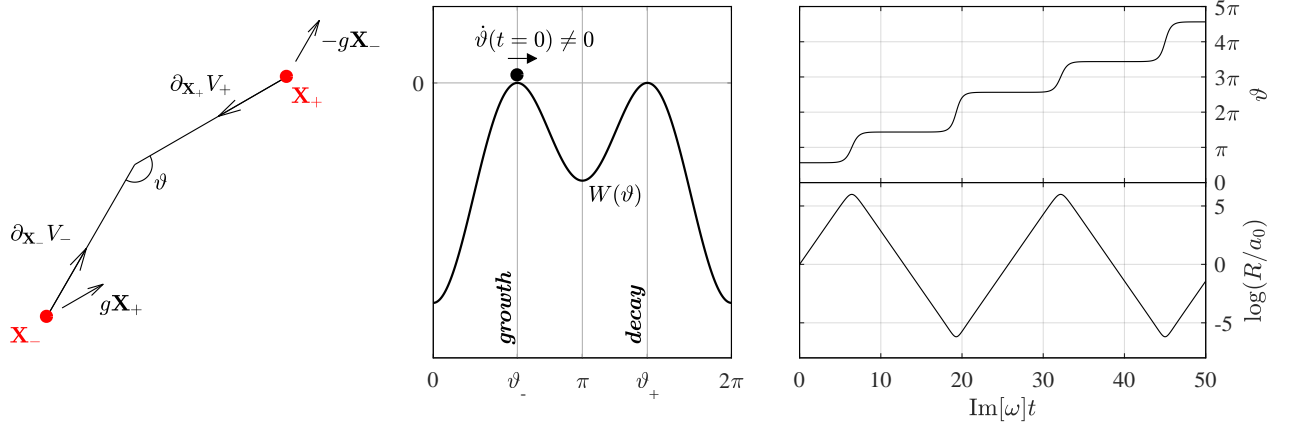 −gX₋
∂_{X₊}V₊
X₊
ϑ
∂_{X₋}V₋
gX₊
X₋
ϑ̇(t = 0) ≠ 0
0
W(ϑ)
growth
decay
0 ϑ₋ π ϑ₊ 2π
5π
4π
3π
2π
π
0
ϑ
5
0
-5
log(R/a₀)
0 10 20 30 40 50
Im[ω]t